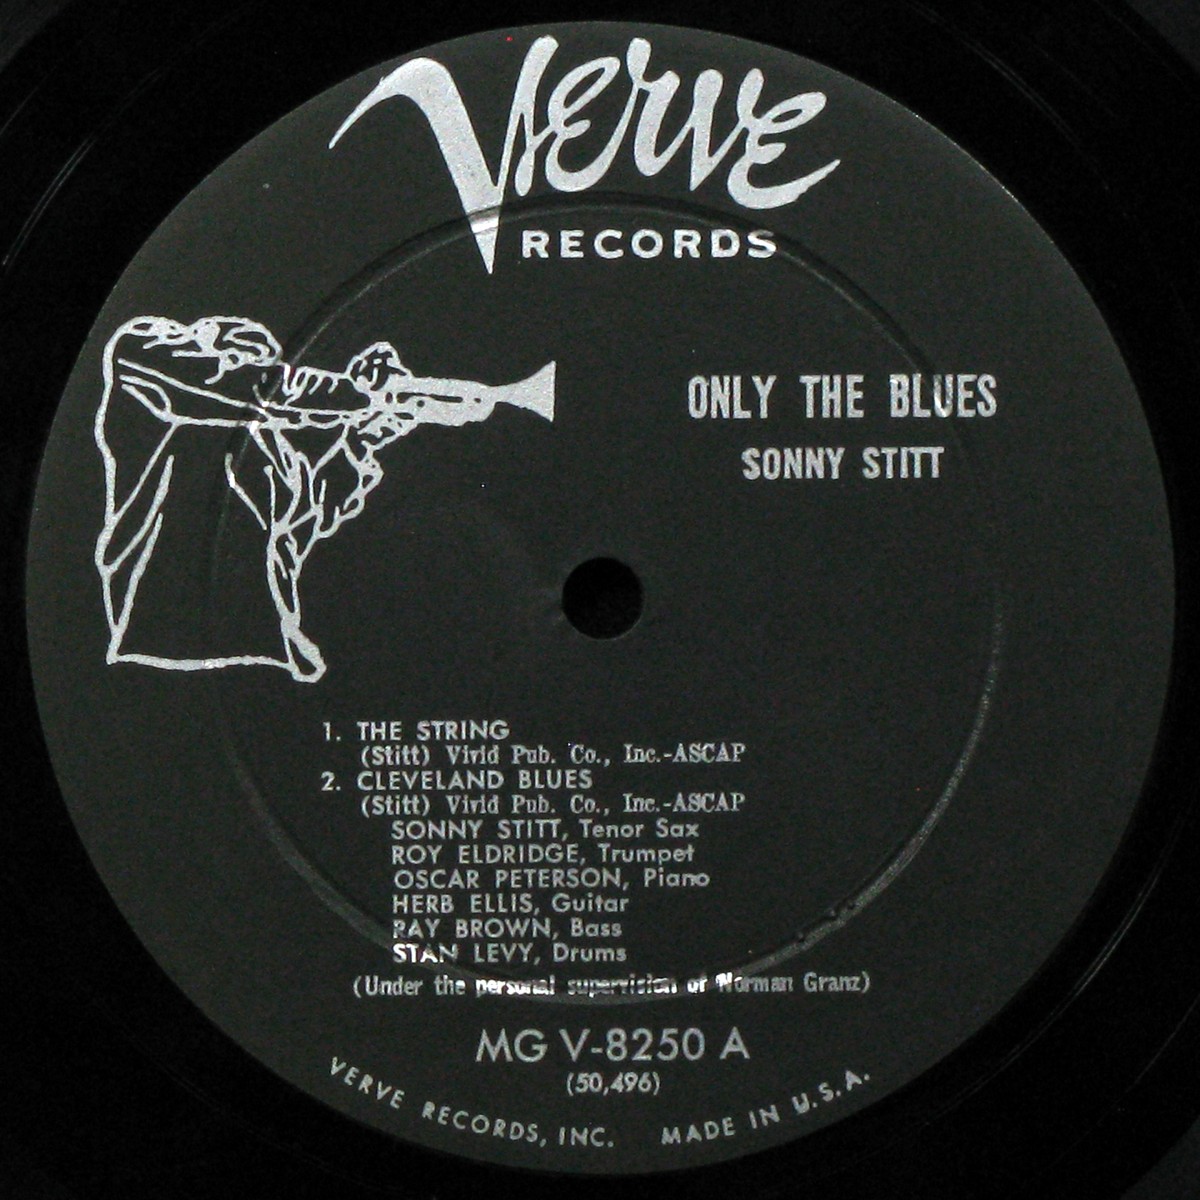 Verve
RECORDS
ONLY THE BLUES
SONNY STITT
1. THE STRING
(Stitt) Vivid Pub. Co., Inc.-ASCAP
2. CLEVELAND BLUES
(Stitt) Vivid Pub. Co., Inc.-ASCAP
SONNY STITT, Tenor Sax
ROY ELDRIDGE, Trumpet
OSCAR PETERSON, Piano
HERB ELLIS, Guitar
RAY BROWN, Bass
STAN LEVY, Drums
(Under the personal supervision of Norman Granz)
MG V-8250 A
(50,496)
VERVE RECORDS, INC. MADE IN U.S.A.